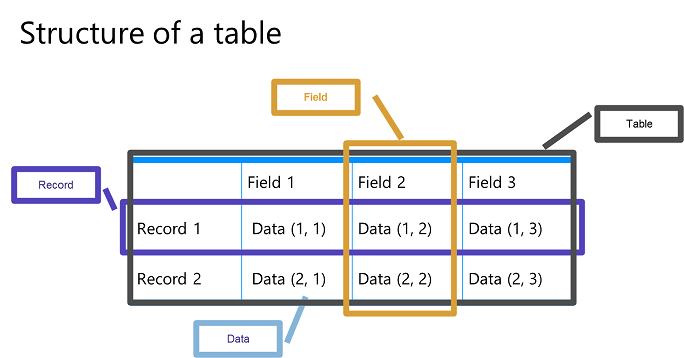 Structure of a table
Field
Table
Record
Field 1 Field 2 Field 3
Record 1 Data (1, 1) Data (1, 2) Data (1, 3)
Record 2 Data (2, 1) Data (2, 2) Data (2, 3)
Data